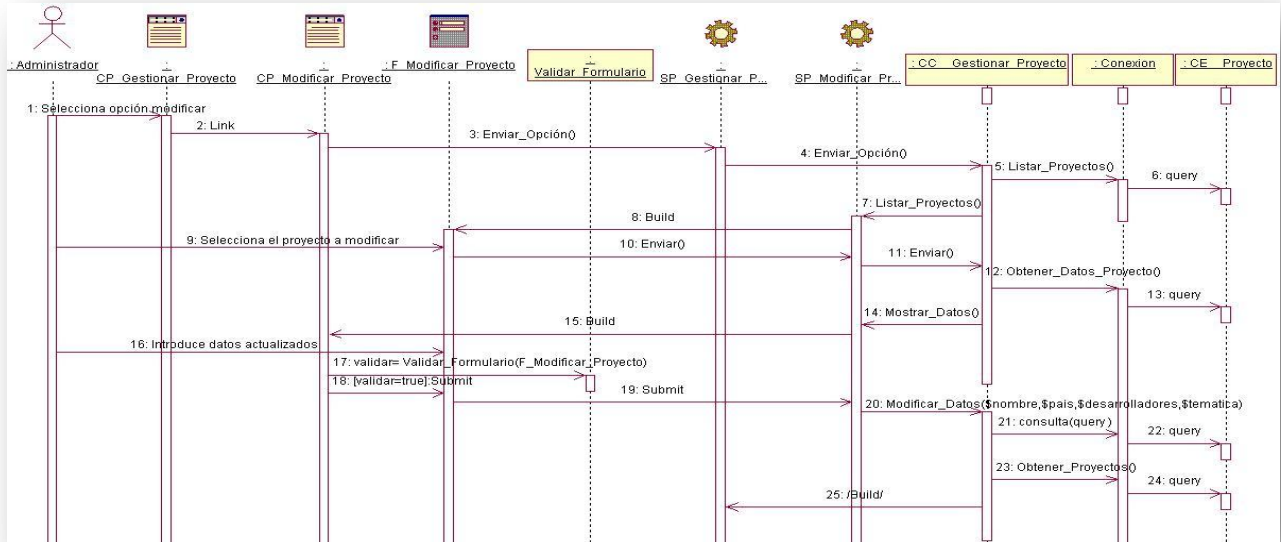 : Administrador
:
CP_Gestionar_Proyecto
:
CP_Modificar_Proyecto
: F_Modificar_Proyecto
:
Validar_Formulario
:
SP_Gestionar_P...
:
SP_Modificar_Pr...
: CC__Gestionar_Proyecto
: Conexion
: CE__Proyecto
1: Selecciona opción modificar
2: Link
3: Enviar_Opción()
4: Enviar_Opción()
5: Listar_Proyectos()
6: query
7: Listar_Proyectos()
8: Build
9: Selecciona el proyecto a modificar
10: Enviar()
11: Enviar()
12: Obtener_Datos_Proyecto()
13: query
14: Mostrar_Datos()
15: Build
16: Introduce datos actualizados
17: validar= Validar_Formulario(F_Modificar_Proyecto)
18: [validar=true]:Submit
19: Submit
20: Modificar_Datos($nombre,$pais,$desarrolladores,$tematica)
21: consulta(query)
22: query
23: Obtener_Proyectos()
24: query
25: /Build/